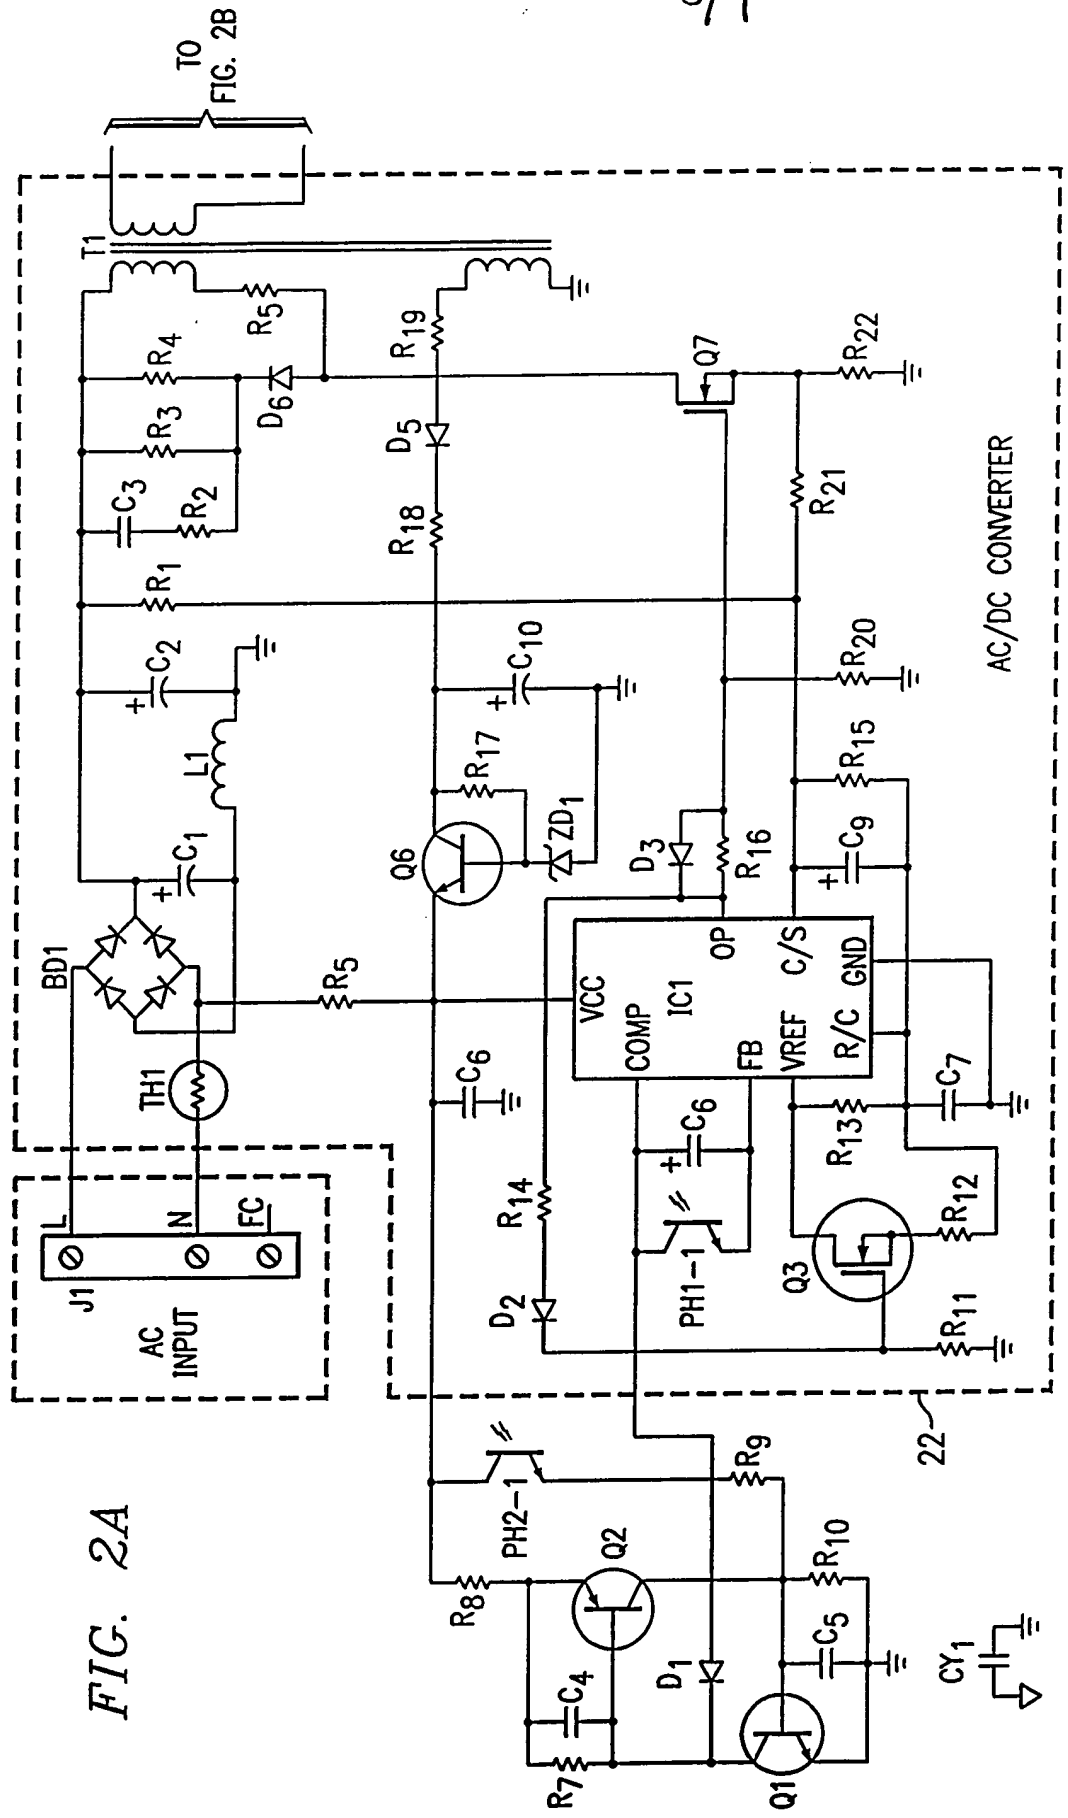 FIG. 2A
AC INPUT
J1
L
N
FC
TH1
BD1
C1
L1
C2
R1
C3
R2
R3
R4
D6
R5
T1
TO
FIG. 2B
R5
C6
Q6
R17
ZD1
C10
R18
D5
R19
Q7
R22
R21
R20
R15
C9
D3
R16
IC1
VCC
COMP
FB
VREF
R/C
GND
C/S
OP
C6
PH1-1
R14
D2
R13
C7
Q3
R12
R11
AC/DC CONVERTER
22
PH2-1
R9
R8
Q2
C4
R7
D1
Q1
C5
R10
CY1
+
+
+
+
+